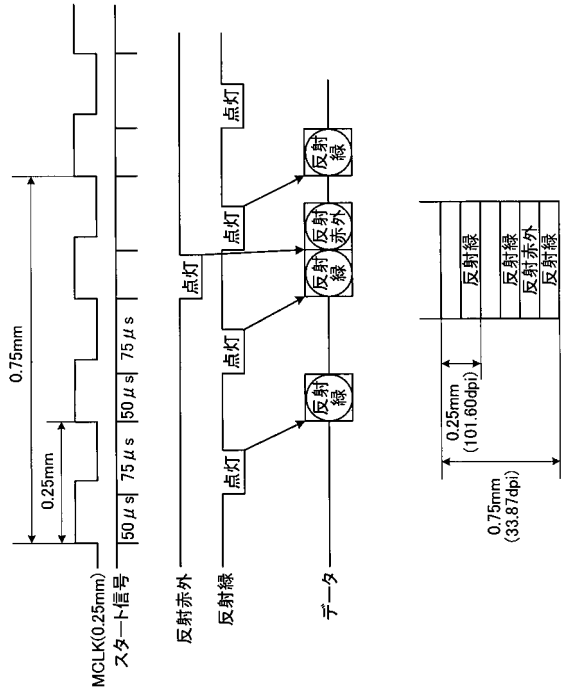 0.75mm
0.25mm
MCLK(0.25mm)
スタート信号
50μs
75μs
50μs
75μs
反射赤外
点灯
反射緑
点灯
点灯
点灯
点灯
データ
反射緑
反射緑
反射赤外
反射緑
0.75mm
(33.87dpi)
0.25mm
(101.60dpi)
反射緑
反射緑
反射赤外
反射緑